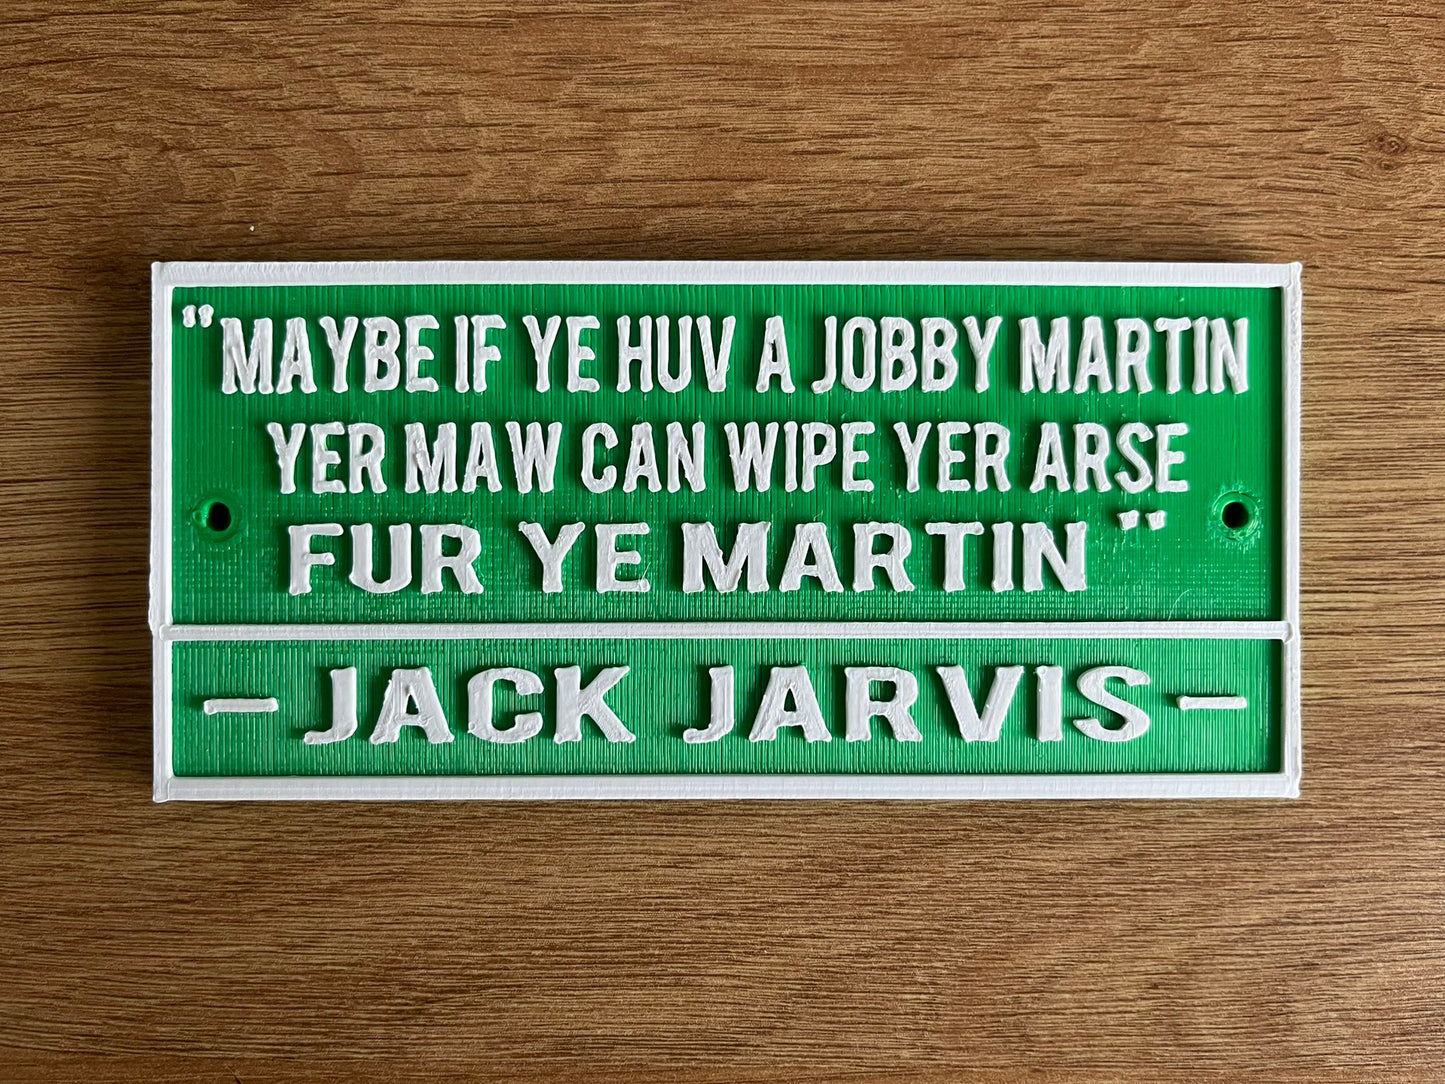 "MAYBE IF YE HUV A JOBBY MARTIN
YER MAW CAN WIPE YER ARSE
FUR YE MARTIN"
- JACK JARVIS -